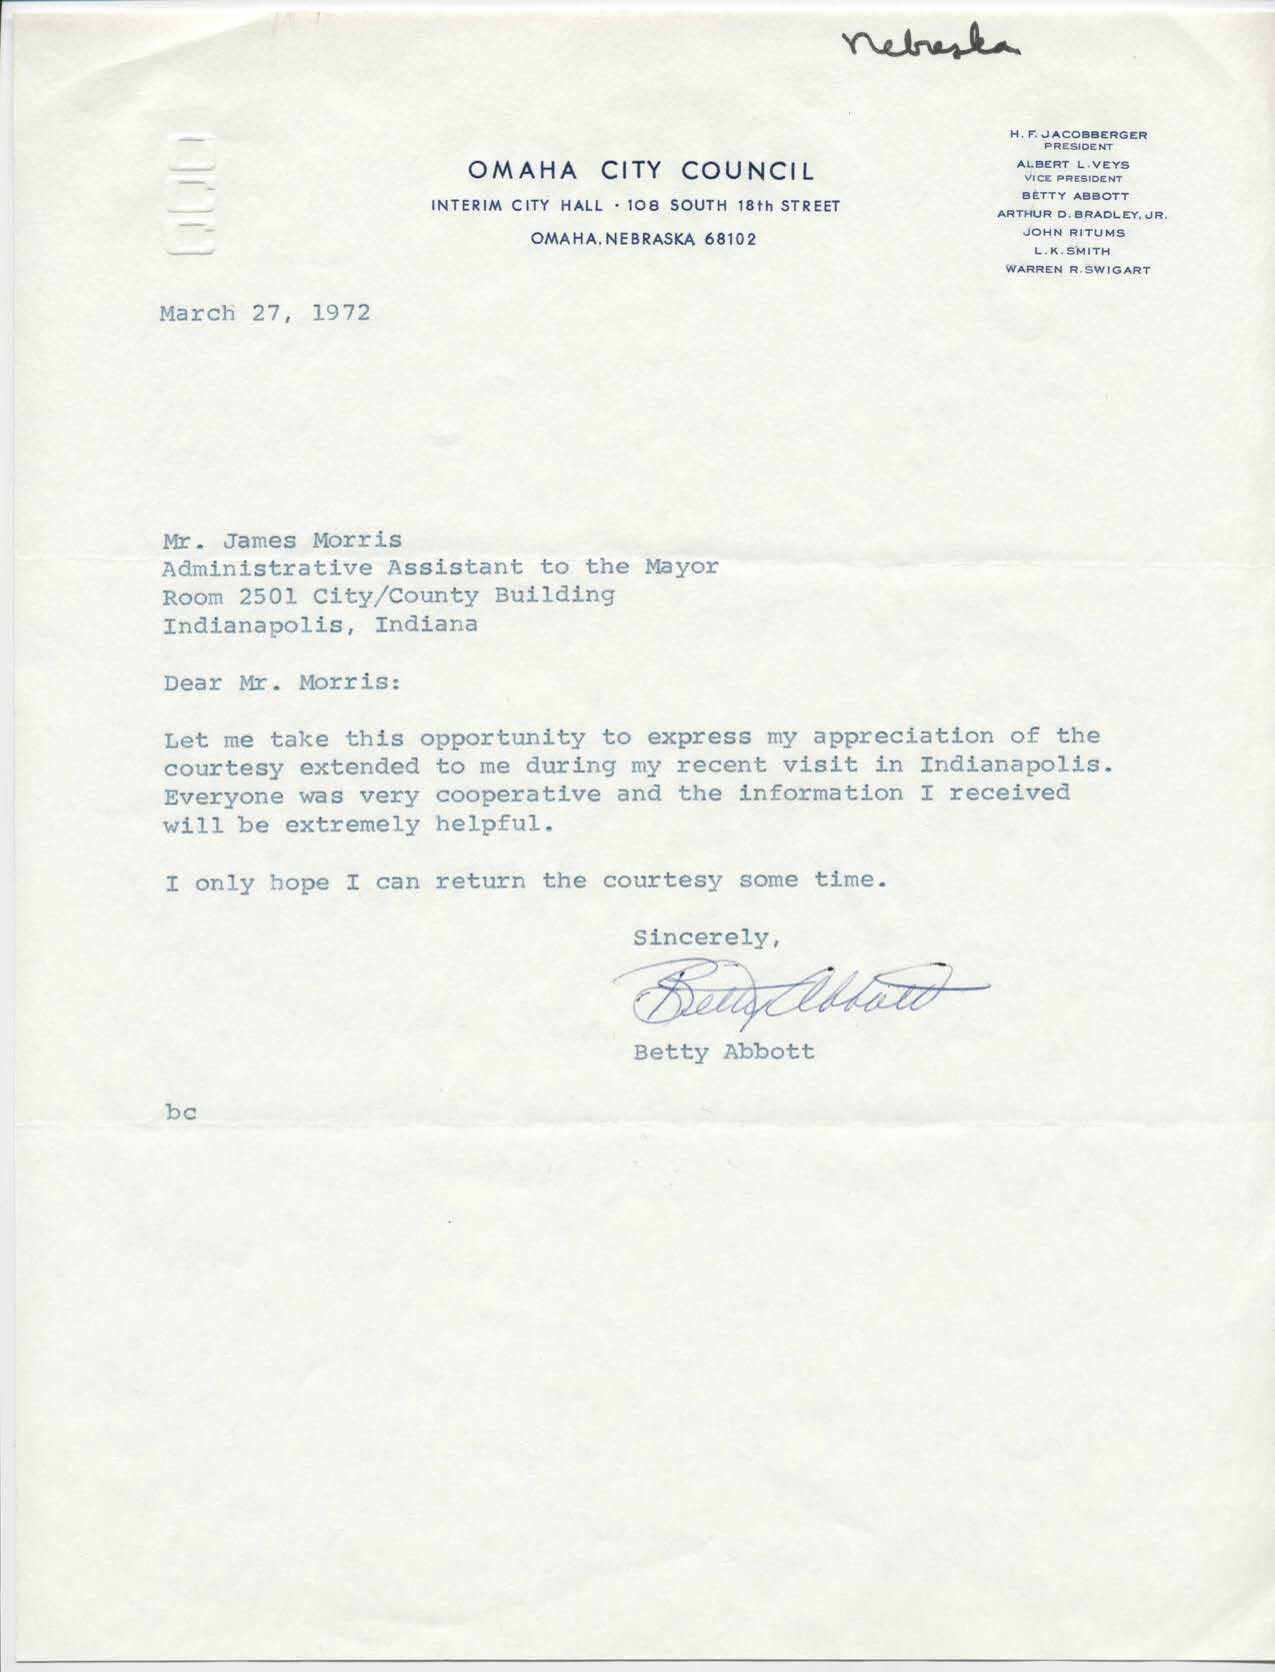 Nebraska
OMAHA CITY COUNCIL
INTERIM CITY HALL · 108 SOUTH 18th STREET
OMAHA, NEBRASKA 68102
H. F. JACOBBERGER
PRESIDENT
ALBERT L. VEYS
VICE PRESIDENT
BETTY ABBOTT
ARTHUR D. BRADLEY, JR.
JOHN RITUMS
L. K. SMITH
WARREN R. SWIGART
March 27, 1972
Mr. James Morris
Administrative Assistant to the Mayor
Room 2501 City/County Building
Indianapolis, Indiana
Dear Mr. Morris:
Let me take this opportunity to express my appreciation of the
courtesy extended to me during my recent visit in Indianapolis.
Everyone was very cooperative and the information I received
will be extremely helpful.
I only hope I can return the courtesy some time.
Sincerely,
Betty Abbott
Betty Abbott
bc